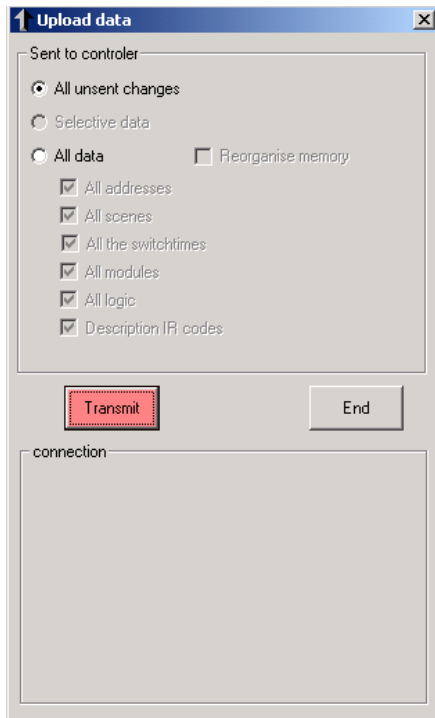 Upload data
Sent to controler
All unsent changes
Selective data
All data Reorganise memory
All addresses
All scenes
All the switchtimes
All modules
All logic
Description IR codes
Transmit End
connection